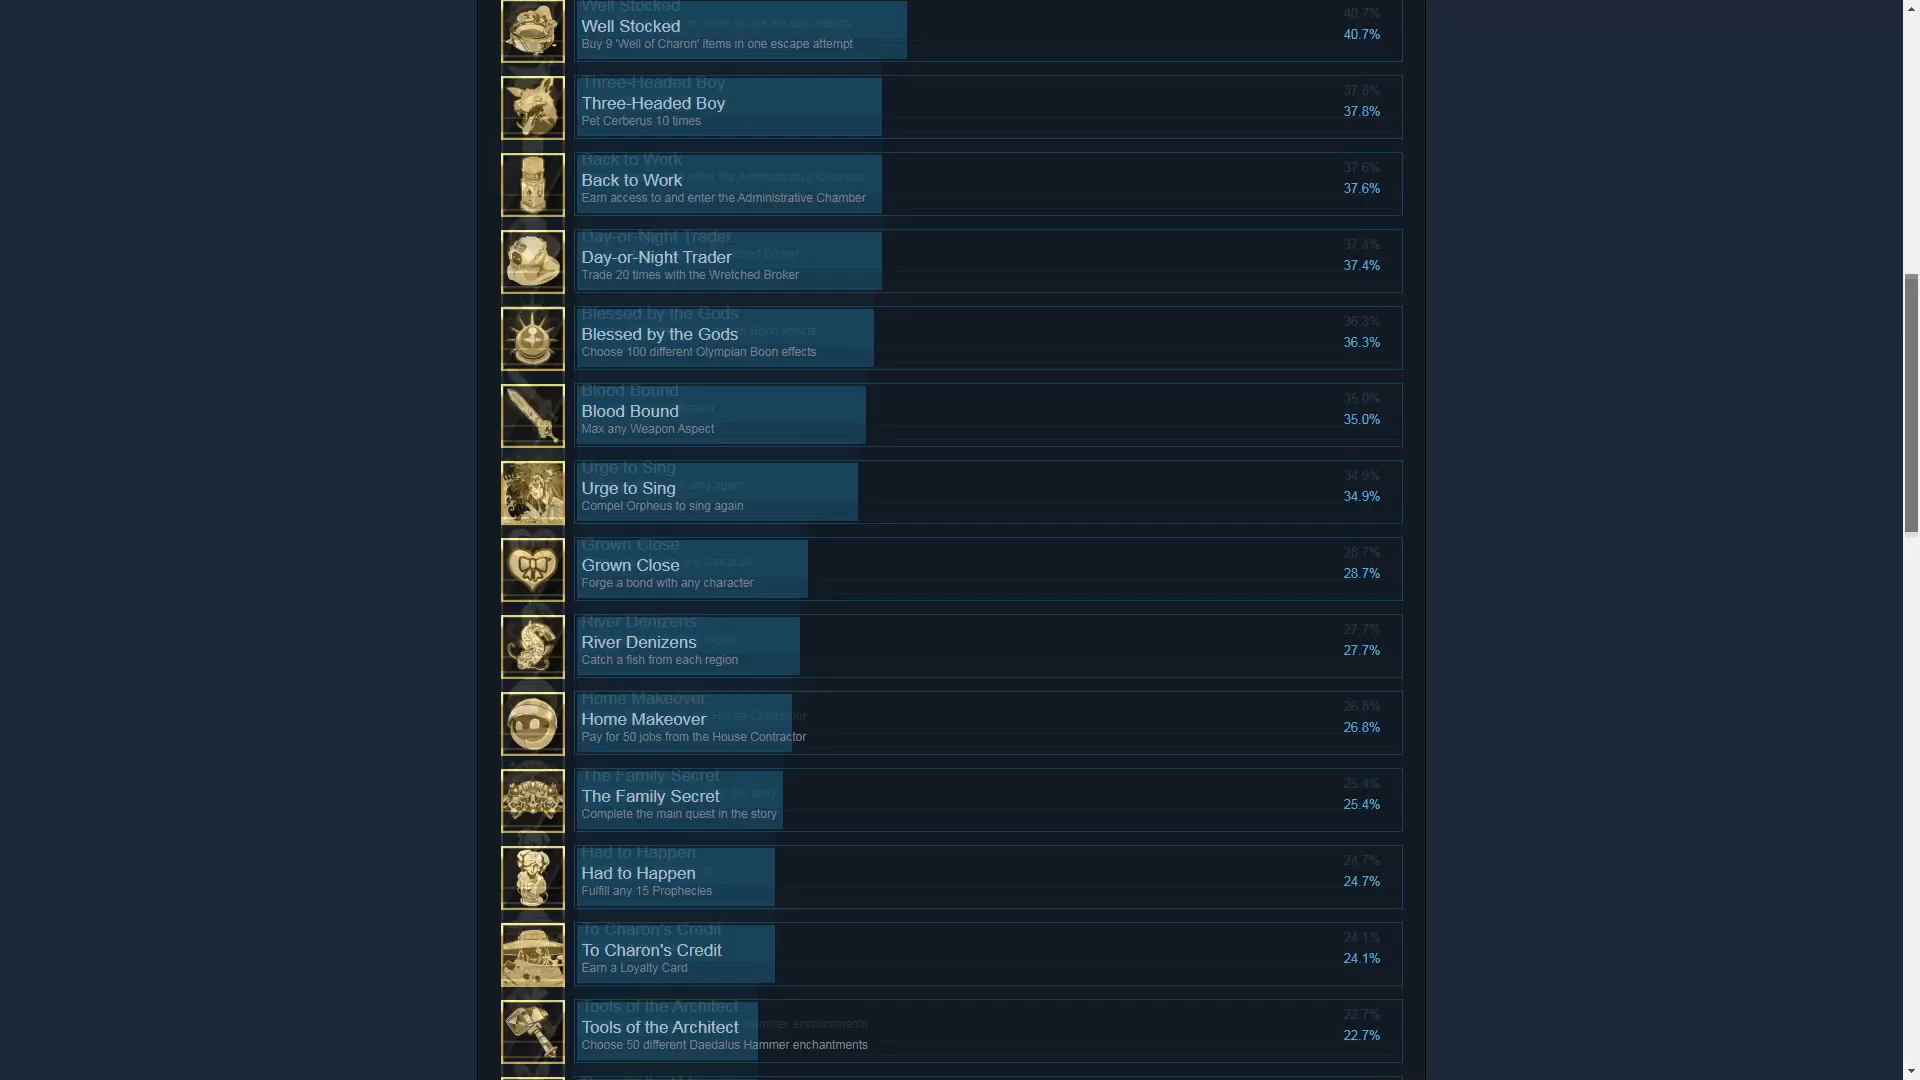 Well Stocked
40.7%
Buy 9 'Well of Charon' items in one escape attempt
Three-Headed Boy
37.8%
Pet Cerberus 10 times
Back to Work
37.6%
Earn access to and enter the Administrative Chamber
Day-or-Night Trader
37.4%
Trade 20 times with the Wretched Broker
Blessed by the Gods
36.3%
Choose 100 different Olympian Boon effects
Blood Bound
35.0%
Max any Weapon Aspect
Urge to Sing
34.9%
Compel Orpheus to sing again
Grown Close
28.7%
Forge a bond with any character
River Denizens
27.7%
Catch a fish from each region
Home Makeover
26.8%
Pay for 50 jobs from the House Contractor
The Family Secret
25.4%
Complete the main quest in the story
Had to Happen
24.7%
Fulfill any 15 Prophecies
To Charon's Credit
24.1%
Earn a Loyalty Card
Tools of the Architect
22.7%
Choose 50 different Daedalus Hammer enchantments